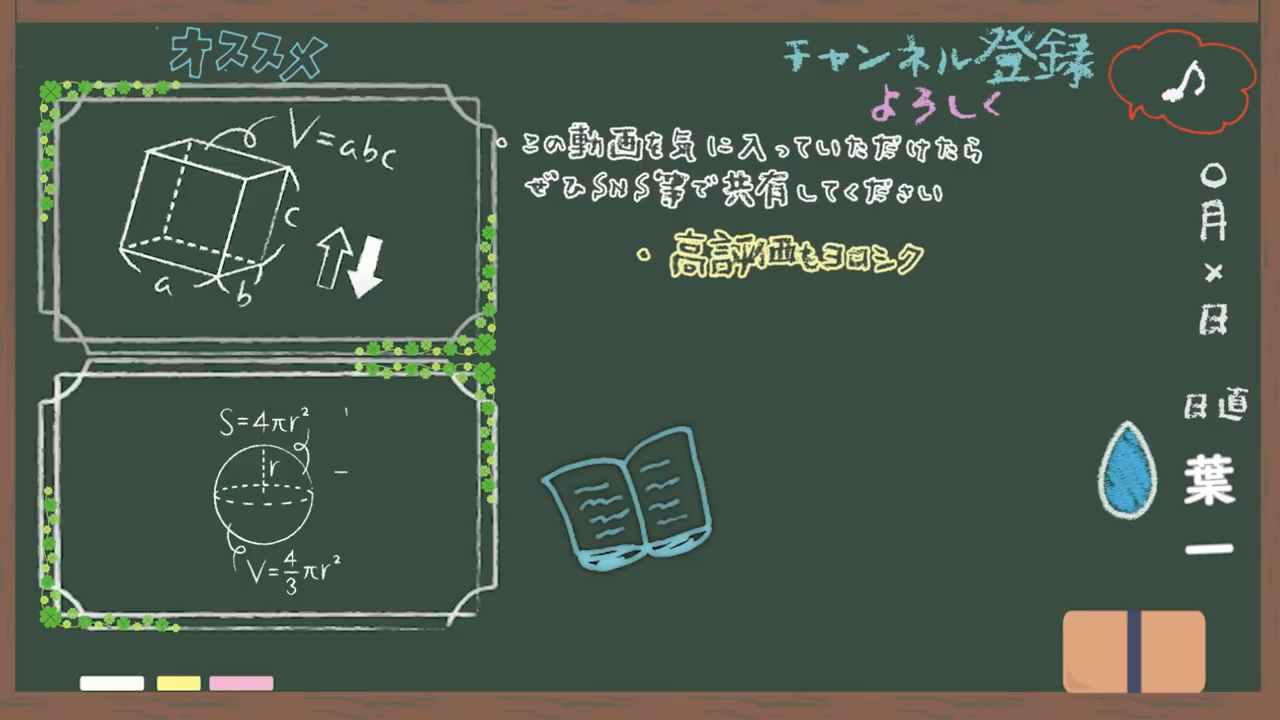 オススメ
V=abc
c
a
b
S=4πr²
r
V=4/3πr²
チャンネル登録
よろしく
・この動画を気に入っていただけたら
ぜひSNS等で共有してください
・高評価もヨロシク
♪
〇月×日
日直
葉一